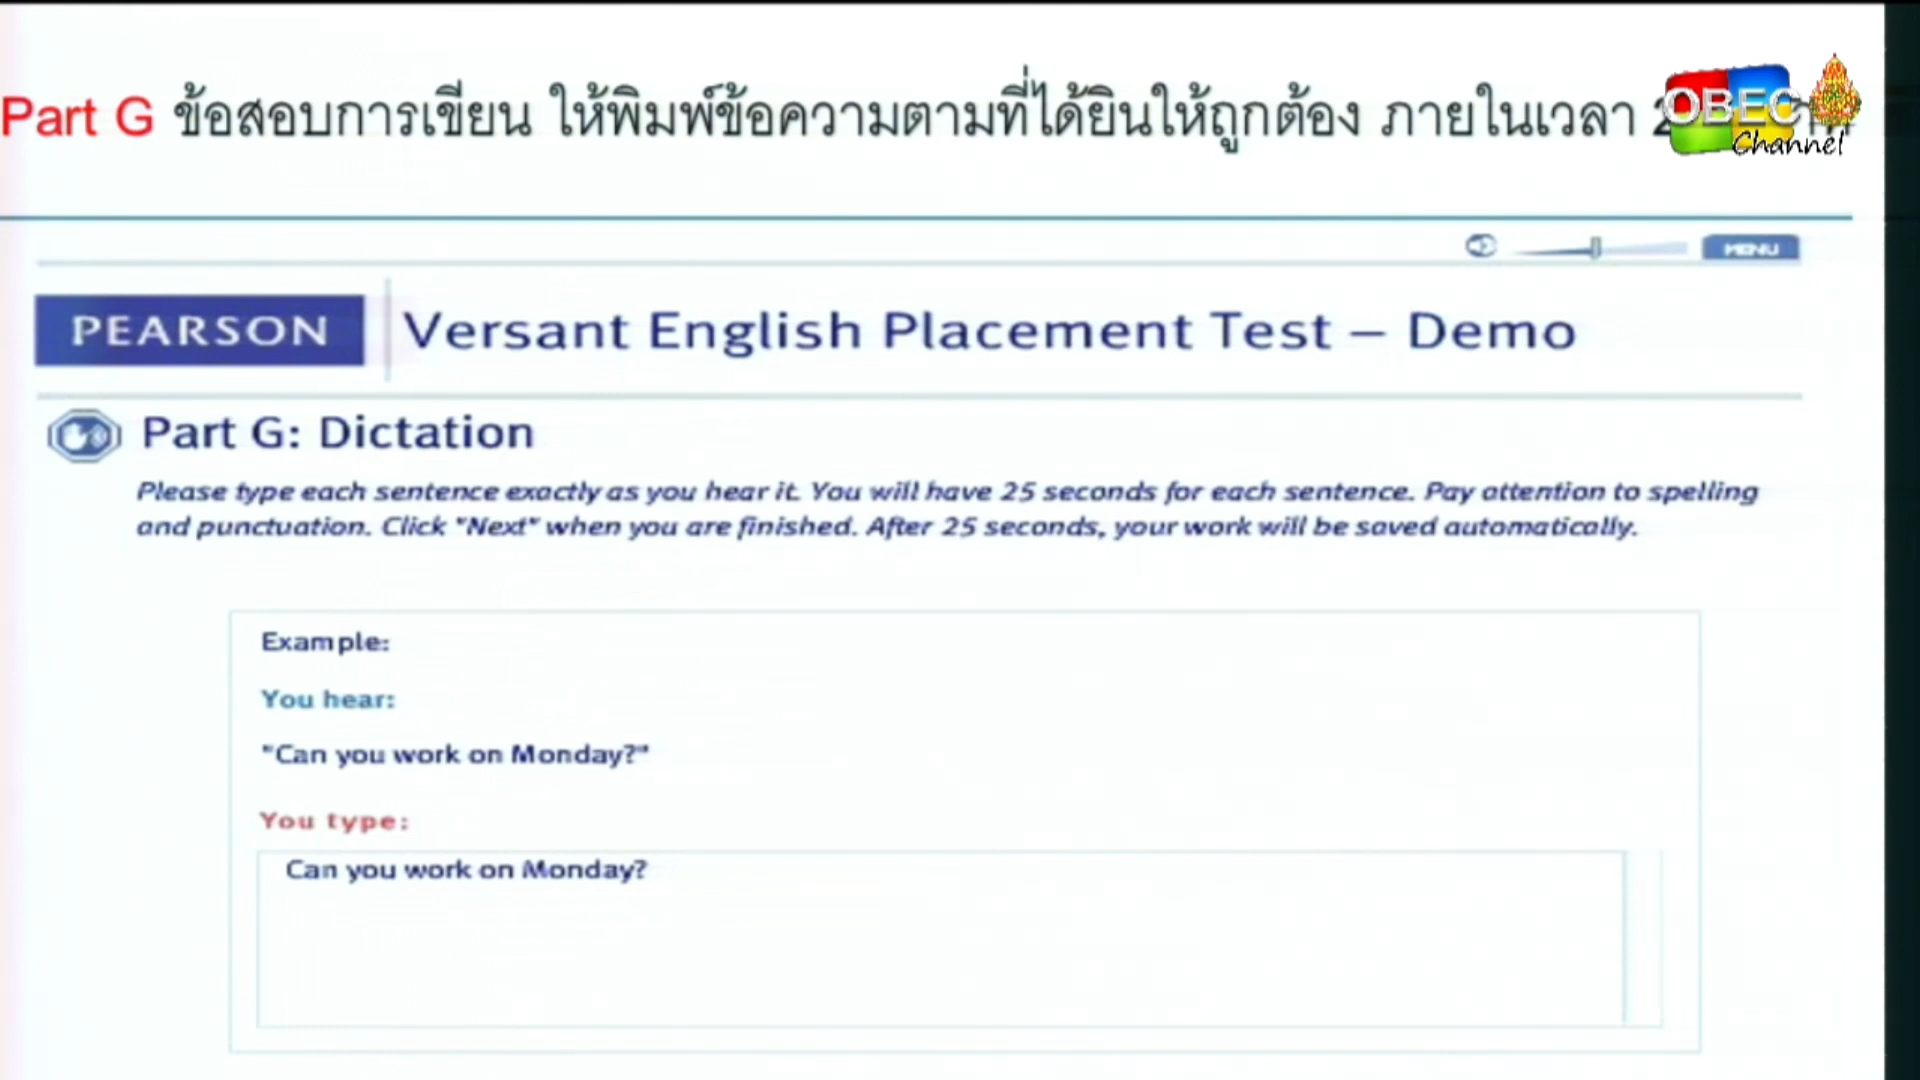 Part G ข้อสอบการเขียน ให้พิมพ์ข้อความตามที่ได้ยินให้ถูกต้อง ภายในเวลา
OBEC
Channel
MENU
PEARSON Versant English Placement Test – Demo
Part G: Dictation
Please type each sentence exactly as you hear it. You will have 25 seconds for each sentence. Pay attention to spelling
and punctuation. Click "Next" when you are finished. After 25 seconds, your work will be saved automatically.
Example:
You hear:
"Can you work on Monday?"
You type:
Can you work on Monday?